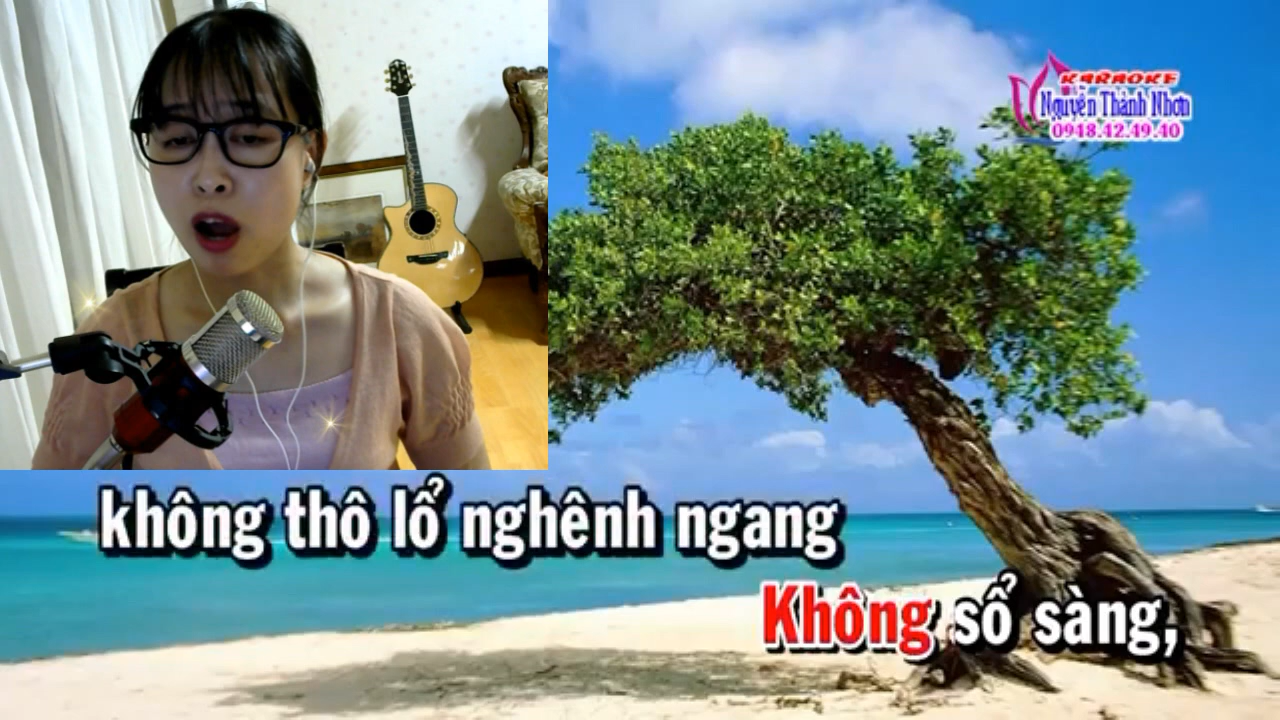 KARAOKE
Nguyễn Thành Nhơn
0948.42.49.40
không thô lổ nghênh ngang
Không sổ sàng,